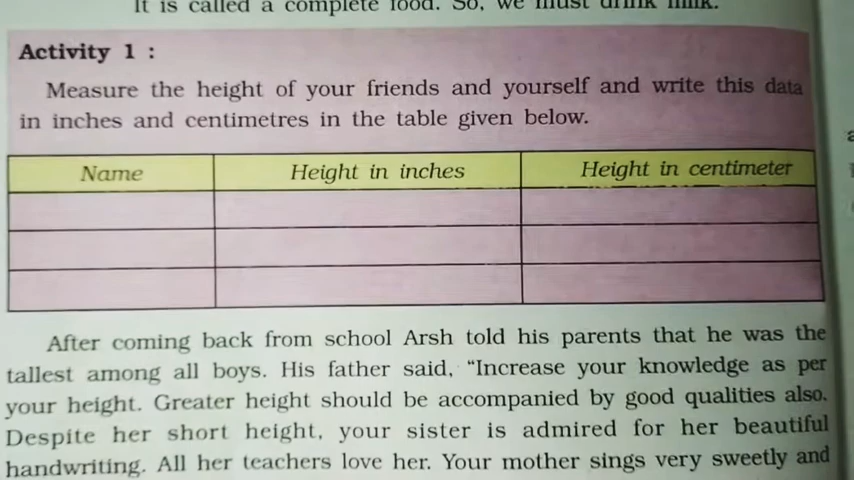 It is called a complete food. So, we must drink milk.
Activity 1 :
Measure the height of your friends and yourself and write this data
in inches and centimetres in the table given below.
Name Height in inches Height in centimeter
After coming back from school Arsh told his parents that he was the
tallest among all boys. His father said, “Increase your knowledge as per
your height. Greater height should be accompanied by good qualities also.
Despite her short height, your sister is admired for her beautiful
handwriting. All her teachers love her. Your mother sings very sweetly and